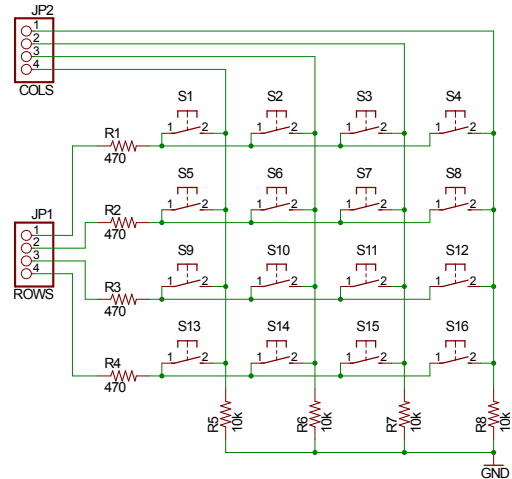 JP2
1
2
3
4
COLS
S1 S2 S3 S4
1 2 1 2 1 2 1 2
R1
470
S5 S6 S7 S8
1 2 1 2 1 2 1 2
R2
470
JP1
1
2
3
4
ROWS
S9 S10 S11 S12
1 2 1 2 1 2 1 2
R3
470
S13 S14 S15 S16
1 2 1 2 1 2 1 2
R4
470
R5 10k R6 10k R7 10k R8 10k
GND